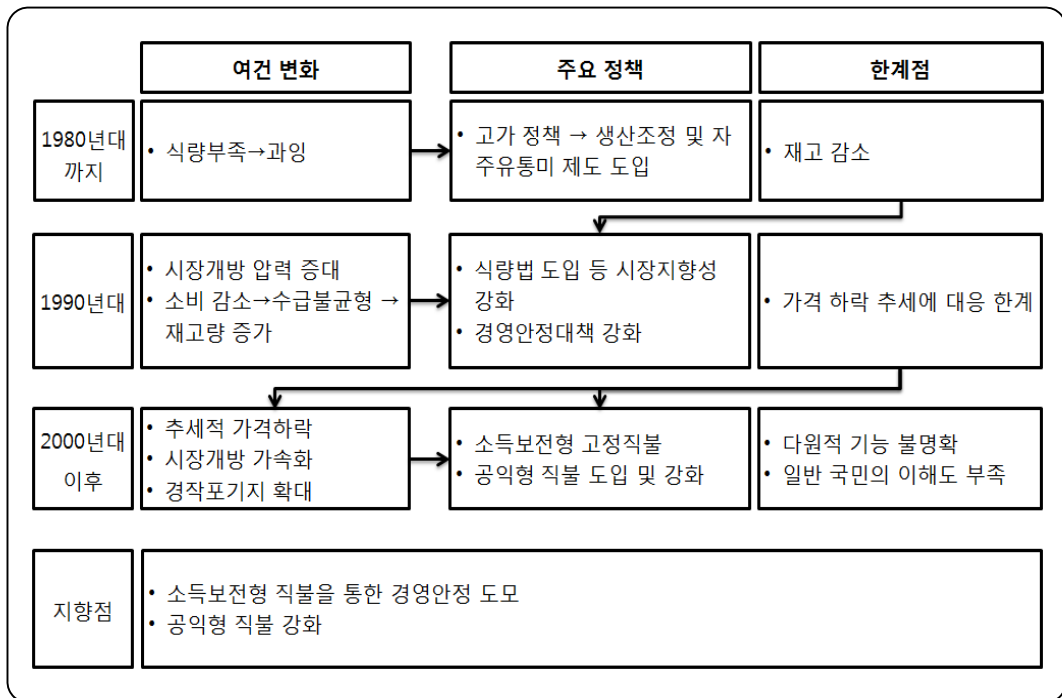 여건 변화
주요 정책
한계점
1980년대
까지
• 식량부족→과잉
• 고가 정책 → 생산조정 및 자
주유통미 제도 도입
• 재고 감소
1990년대
• 시장개방 압력 증대
• 소비 감소→수급불균형 →
재고량 증가
• 식량법 도입 등 시장지향성
강화
• 경영안정대책 강화
• 가격 하락 추세에 대응 한계
2000년대
이후
• 추세적 가격하락
• 시장개방 가속화
• 경작포기지 확대
• 소득보전형 고정직불
• 공익형 직불 도입 및 강화
• 다원적 기능 불명확
• 일반 국민의 이해도 부족
지향점
• 소득보전형 직불을 통한 경영안정 도모
• 공익형 직불 강화